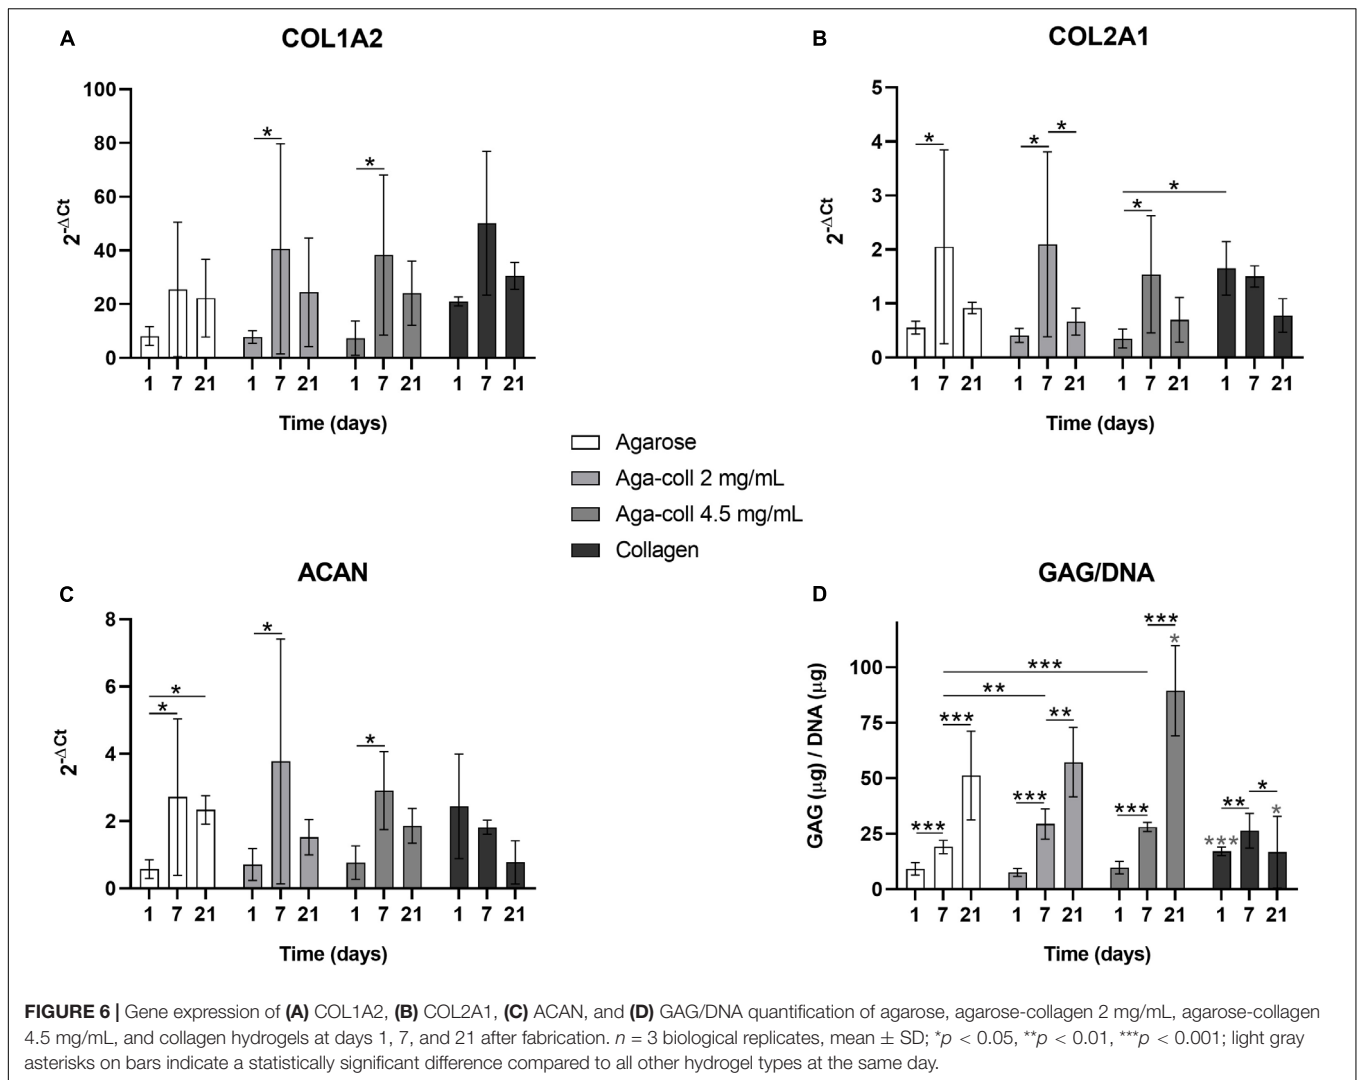 A
COL1A2
2^-ΔCt
100
80
60
40
20
0
*
*
1 7 21 1 7 21 1 7 21 1 7 21
Time (days)
B
COL2A1
2^-ΔCt
5
4
3
2
1
0
* * * * *
1 7 21 1 7 21 1 7 21 1 7 21
Time (days)
Agarose
Aga-coll 2 mg/mL
Aga-coll 4.5 mg/mL
Collagen
C
ACAN
2^-ΔCt
8
6
4
2
0
* * * *
1 7 21 1 7 21 1 7 21 1 7 21
Time (days)
D
GAG/DNA
GAG (μg) / DNA (μg)
100
75
50
25
0
*** *
***
**
*** **
*** *** ** * *
*** ***
1 7 21 1 7 21 1 7 21 1 7 21
Time (days)
FIGURE 6 | Gene expression of (A) COL1A2, (B) COL2A1, (C) ACAN, and (D) GAG/DNA quantification of agarose, agarose-collagen 2 mg/mL, agarose-collagen
4.5 mg/mL, and collagen hydrogels at days 1, 7, and 21 after fabrication. n = 3 biological replicates, mean ± SD; *p < 0.05, **p < 0.01, ***p < 0.001; light gray
asterisks on bars indicate a statistically significant difference compared to all other hydrogel types at the same day.